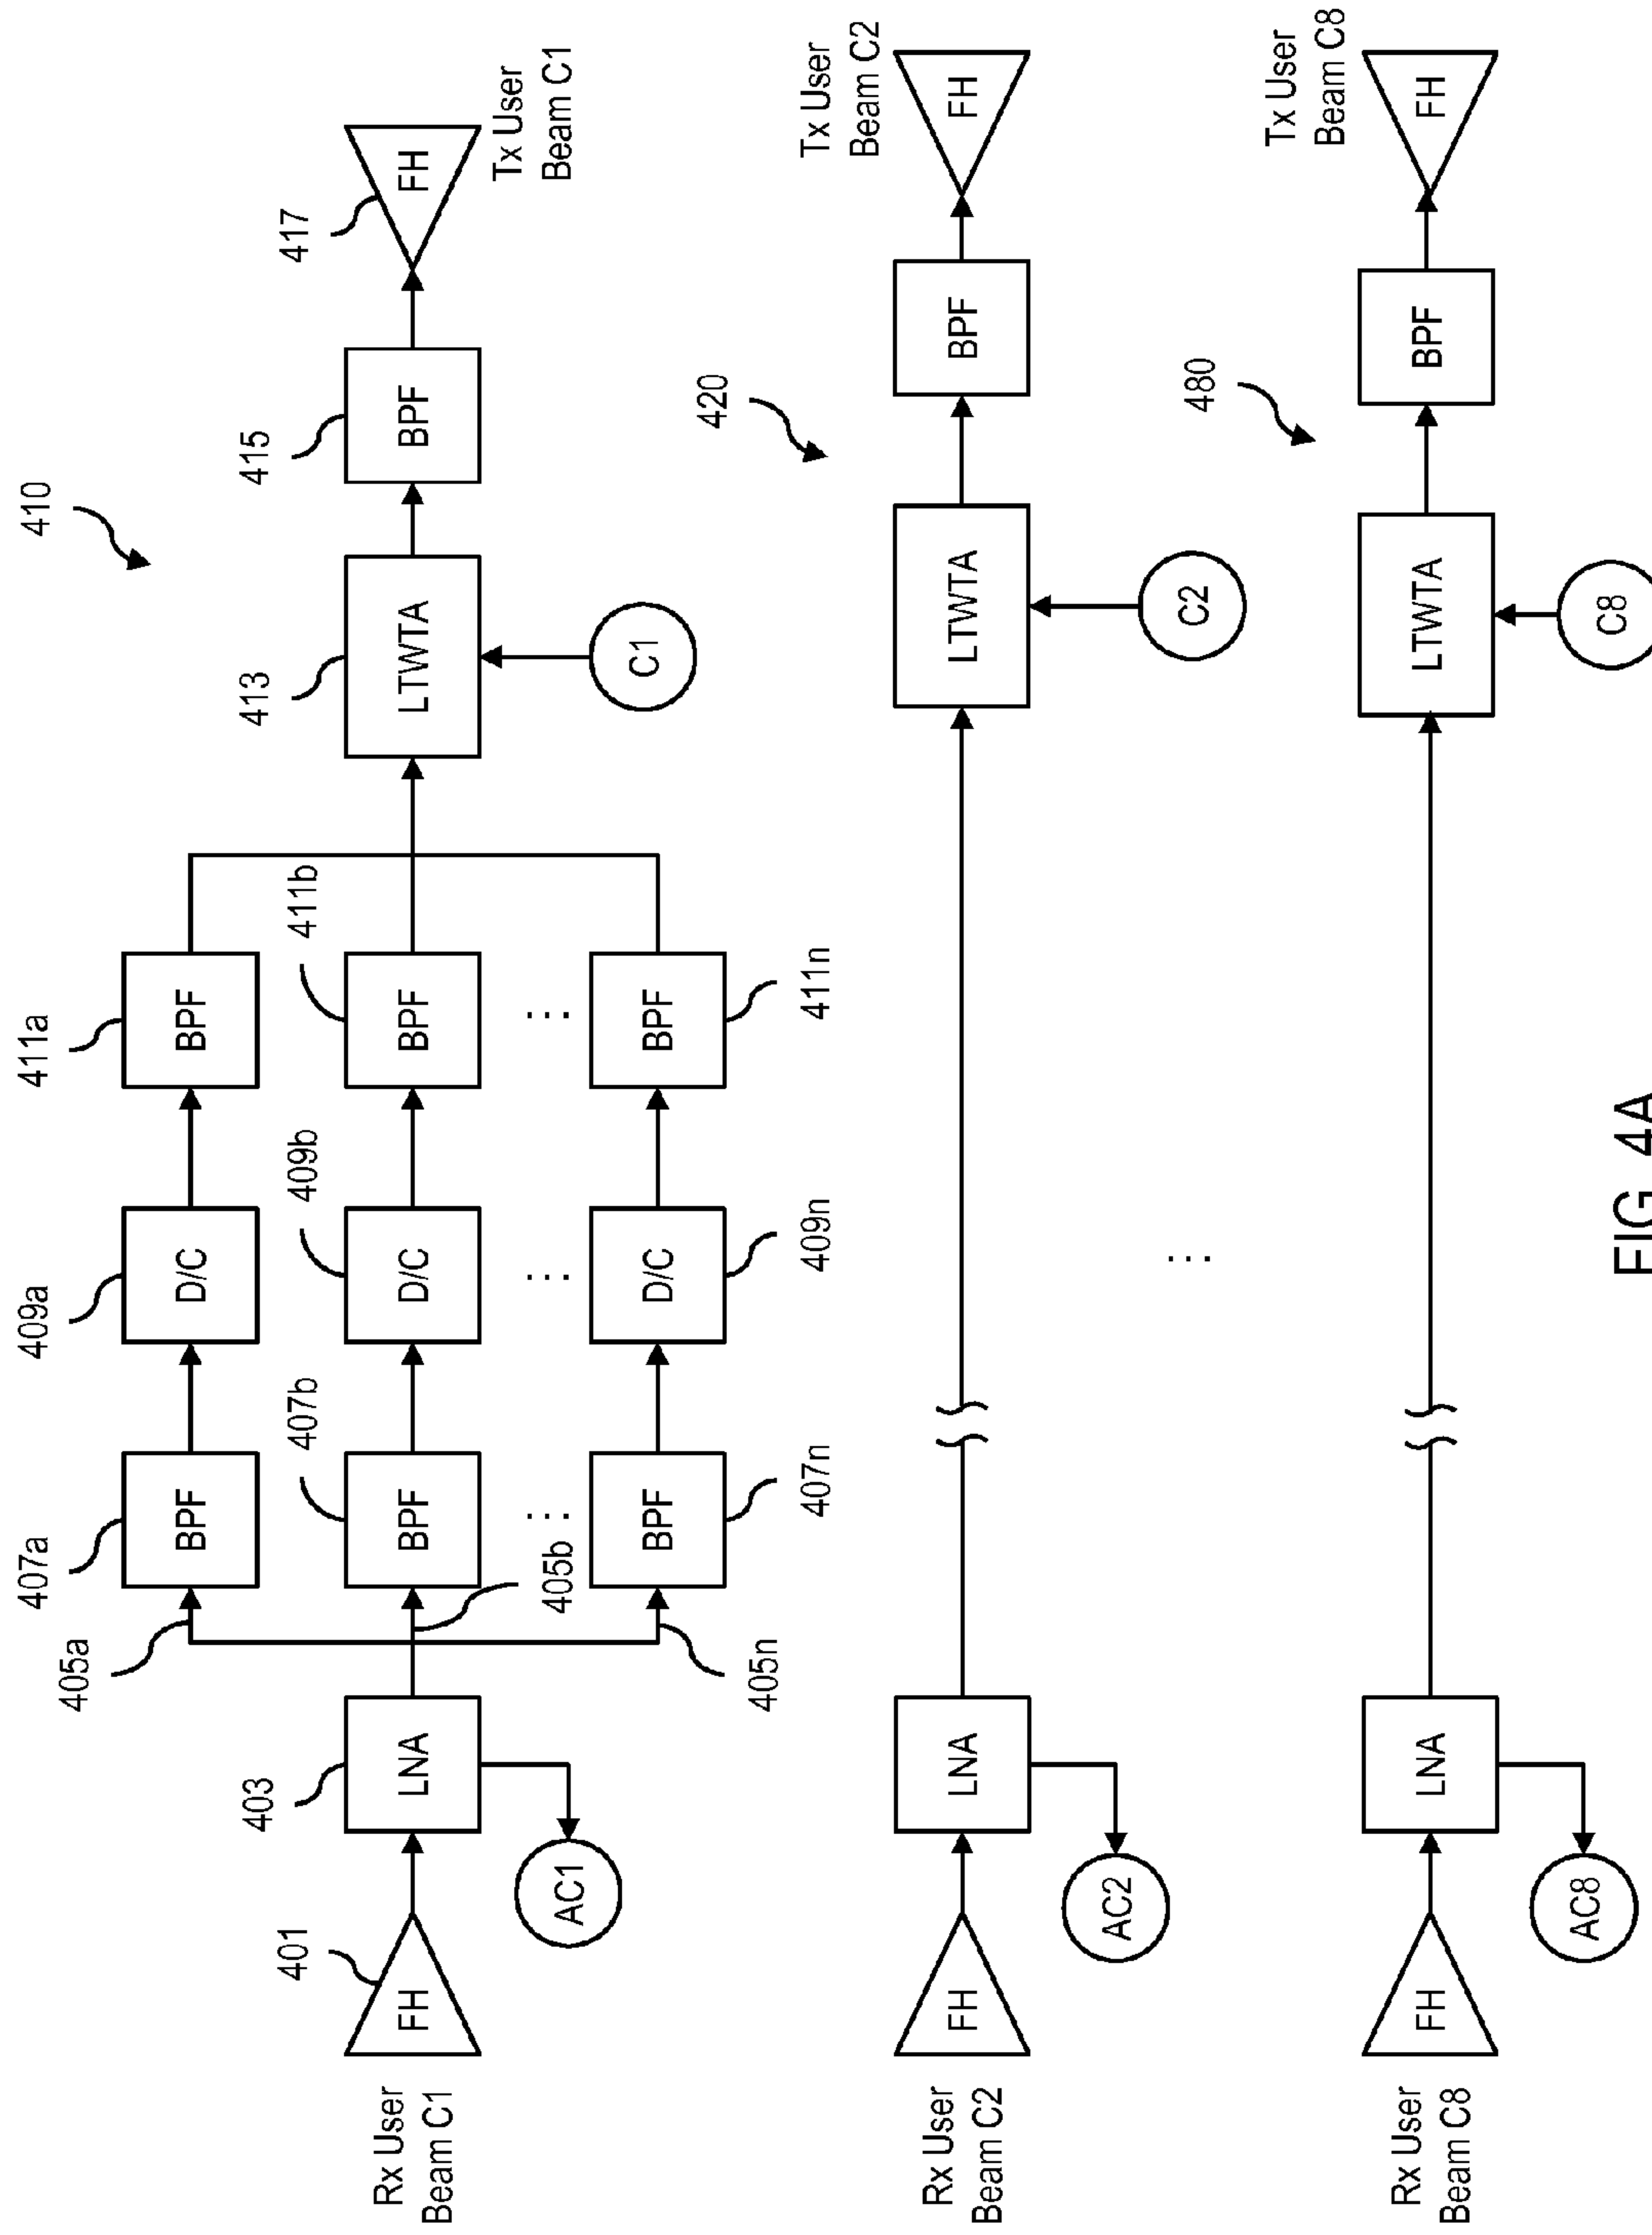 410
411a
409a
407a
405a
BPF
D/C
BPF
411b
409b
407b
413
415
417
403
401
Rx User
Beam C1
FH
LNA
BPF
D/C
BPF
LTWTA
BPF
FH
Tx User
Beam C1
405b
...
...
...
AC1
BPF
D/C
BPF
C1
405n
407n
409n
411n
420
Rx User
Beam C2
FH
LNA
LTWTA
BPF
FH
Tx User
Beam C2
AC2
C2
...
480
Rx User
Beam C8
FH
LNA
LTWTA
BPF
FH
Tx User
Beam C8
AC8
C8
FIG. 4A